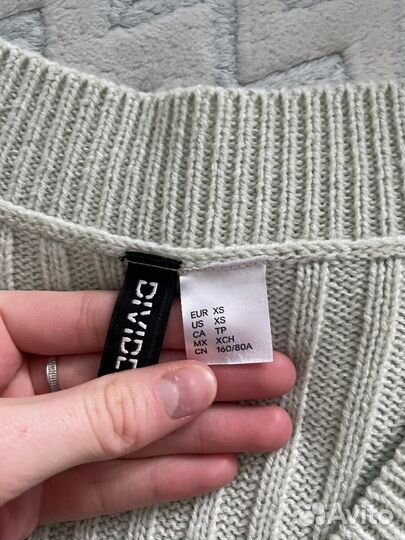 DIVIDE
EUR XS
US XS
CA TP
MX XCH
CN 160/80A
Avito